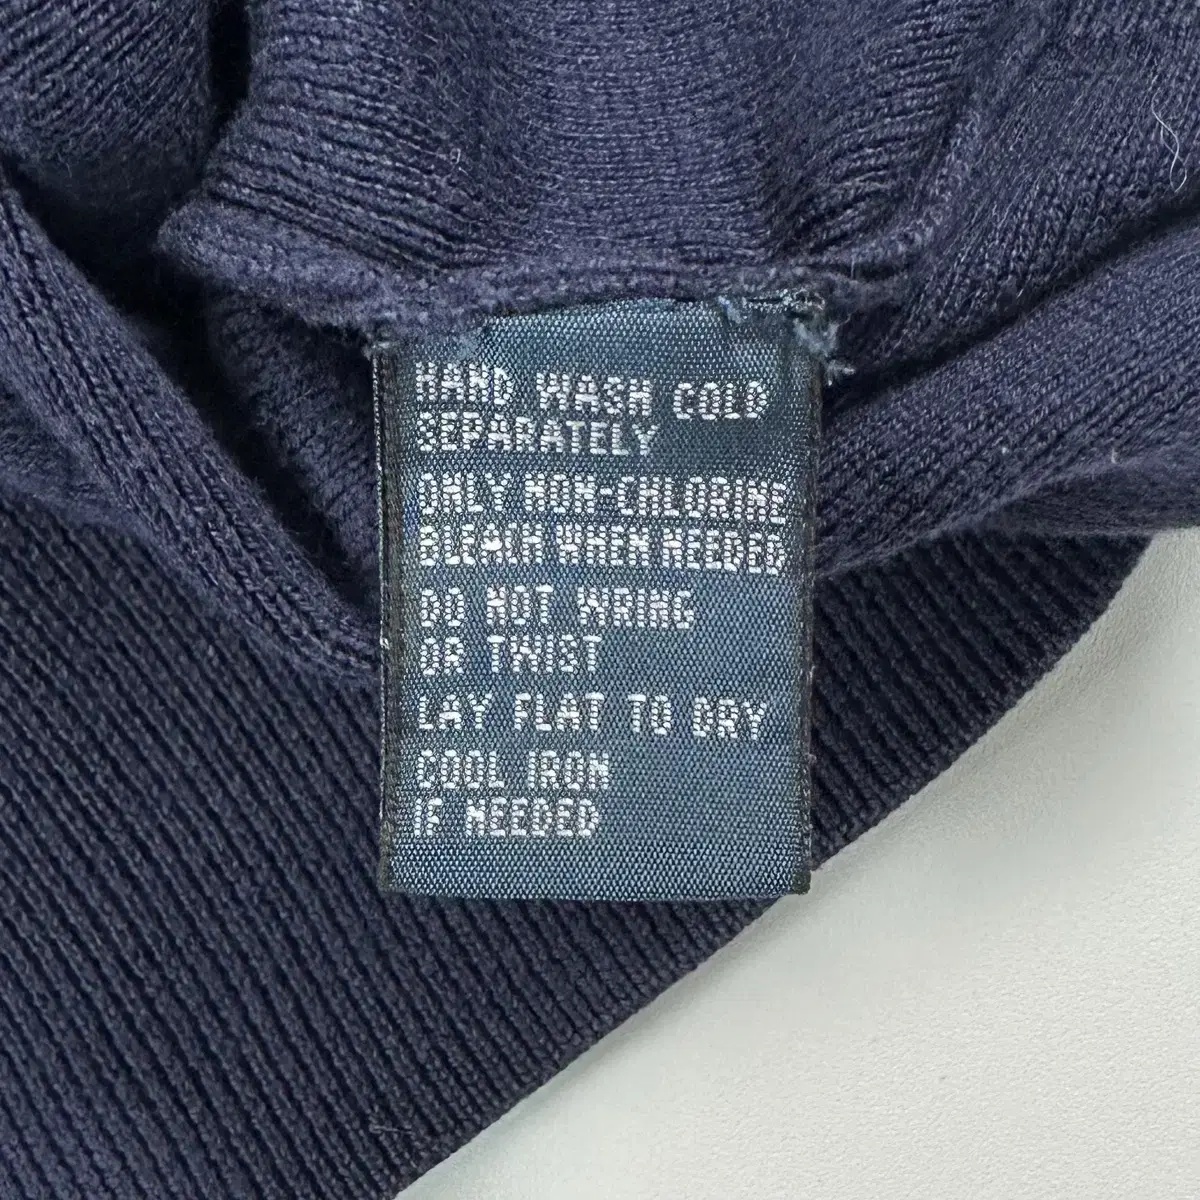 HAND WASH COLD
SEPARATELY
ONLY NON-CHLORINE
BLEACH WHEN NEEDED
DO NOT WRING
OR TWIST
LAY FLAT TO DRY
COOL IRON
IF NEEDED